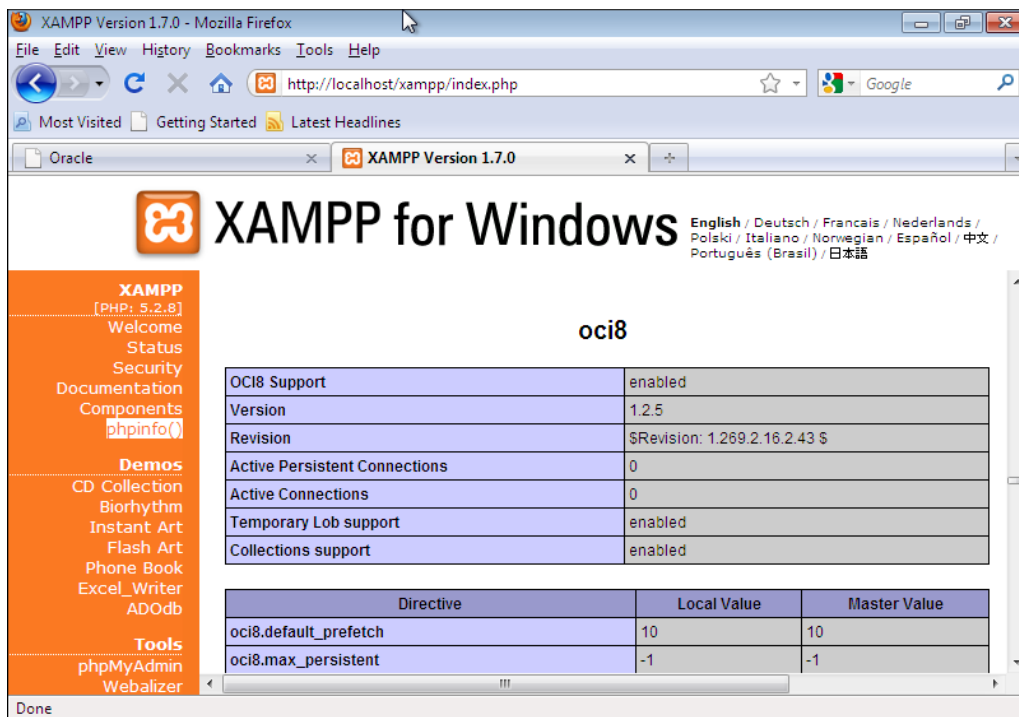 XAMPP Version 1.7.0 - Mozilla Firefox
File Edit View History Bookmarks Tools Help
http://localhost/xampp/index.php
Google
Most Visited Getting Started Latest Headlines
Oracle
XAMPP Version 1.7.0
XAMPP for Windows
English / Deutsch / Francais / Nederlands /
Polski / Italiano / Norwegian / Español / 中文 /
Português (Brasil) / 日本語
XAMPP
[PHP: 5.2.8]
Welcome
Status
Security
Documentation
Components
phpinfo()
Demos
CD Collection
Biorhythm
Instant Art
Flash Art
Phone Book
Excel_Writer
ADOdb
Tools
phpMyAdmin
Webalizer
oci8
OCI8 Support enabled
Version 1.2.5
Revision $Revision: 1.269.2.16.2.43 $
Active Persistent Connections 0
Active Connections 0
Temporary Lob support enabled
Collections support enabled
Directive Local Value Master Value
oci8.default_prefetch 10 10
oci8.max_persistent -1 -1
Done